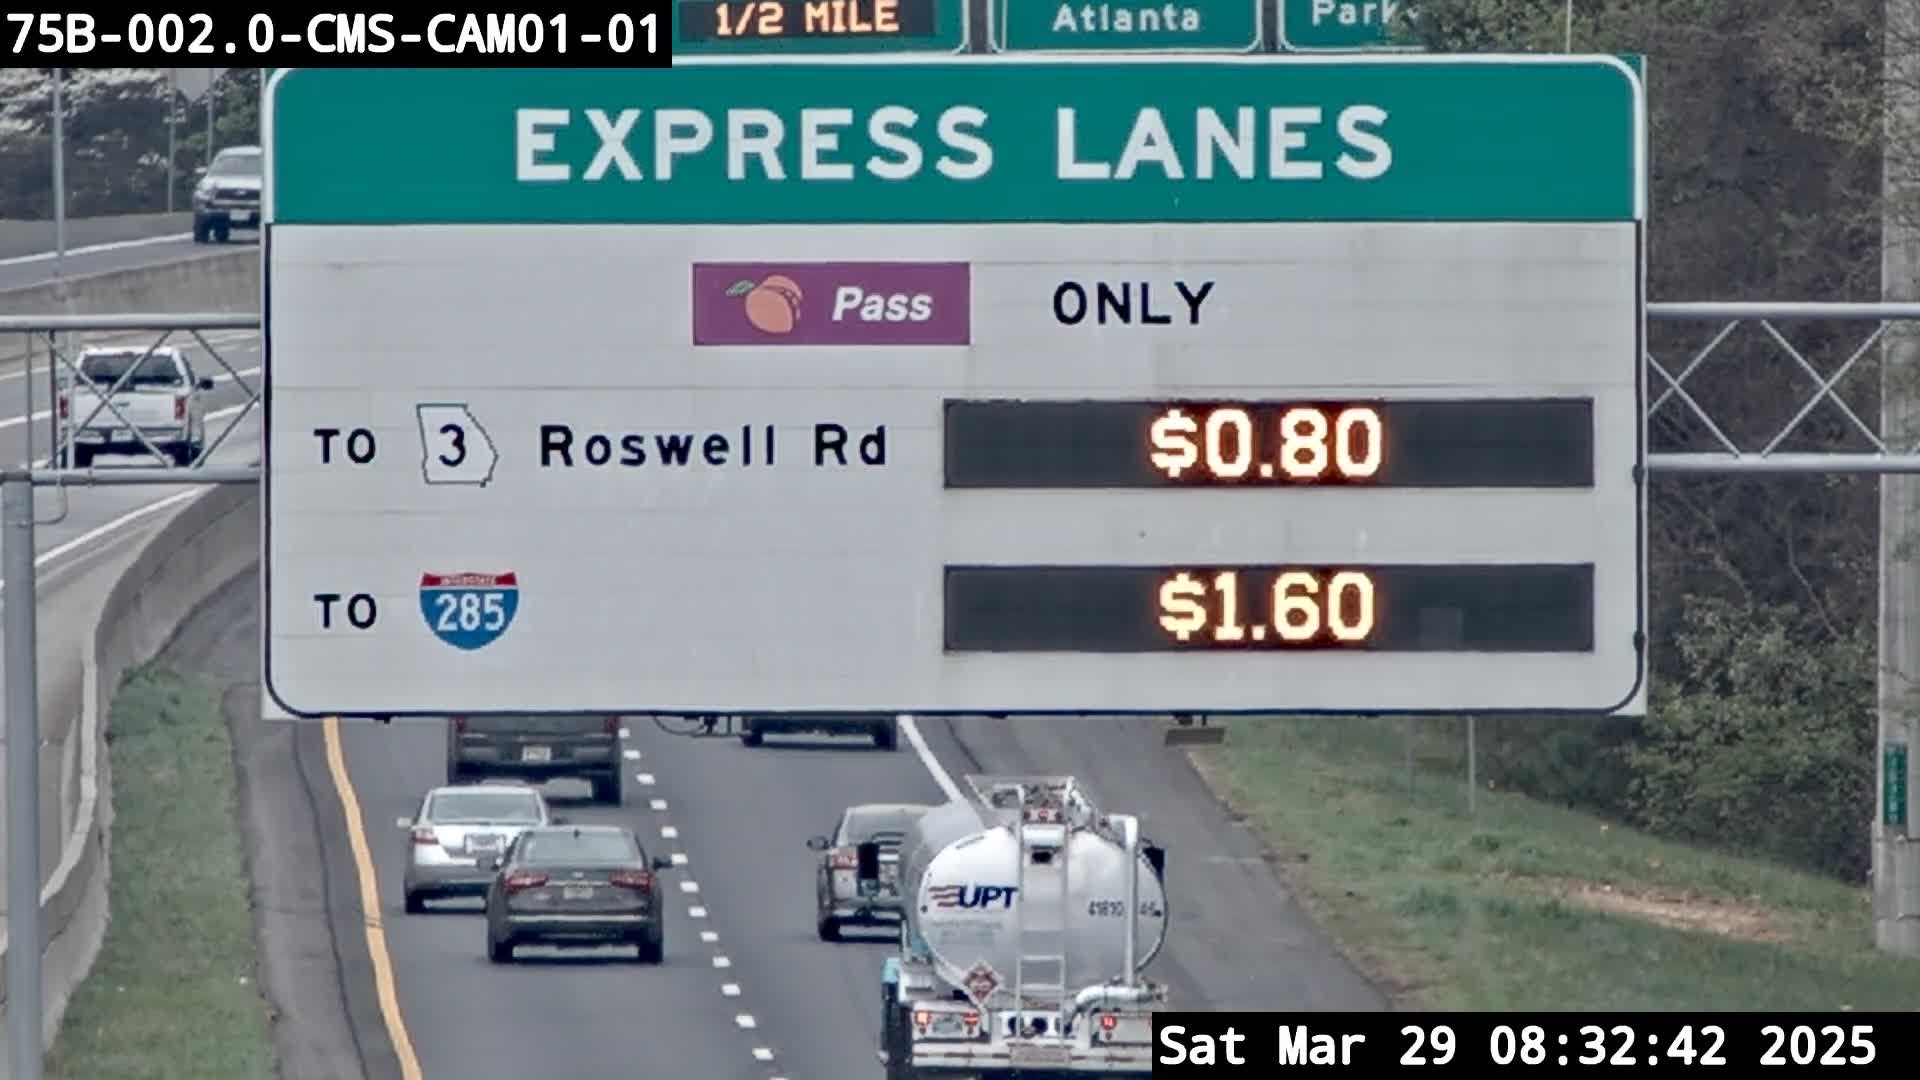 75B-002.0-CMS-CAM01-01
1/2 MILE
Atlanta
Park
EXPRESS LANES
Pass ONLY
TO 3 Roswell Rd $0.80
TO INTERSTATE 285 $1.60
UPT
Sat Mar 29 08:32:42 2025